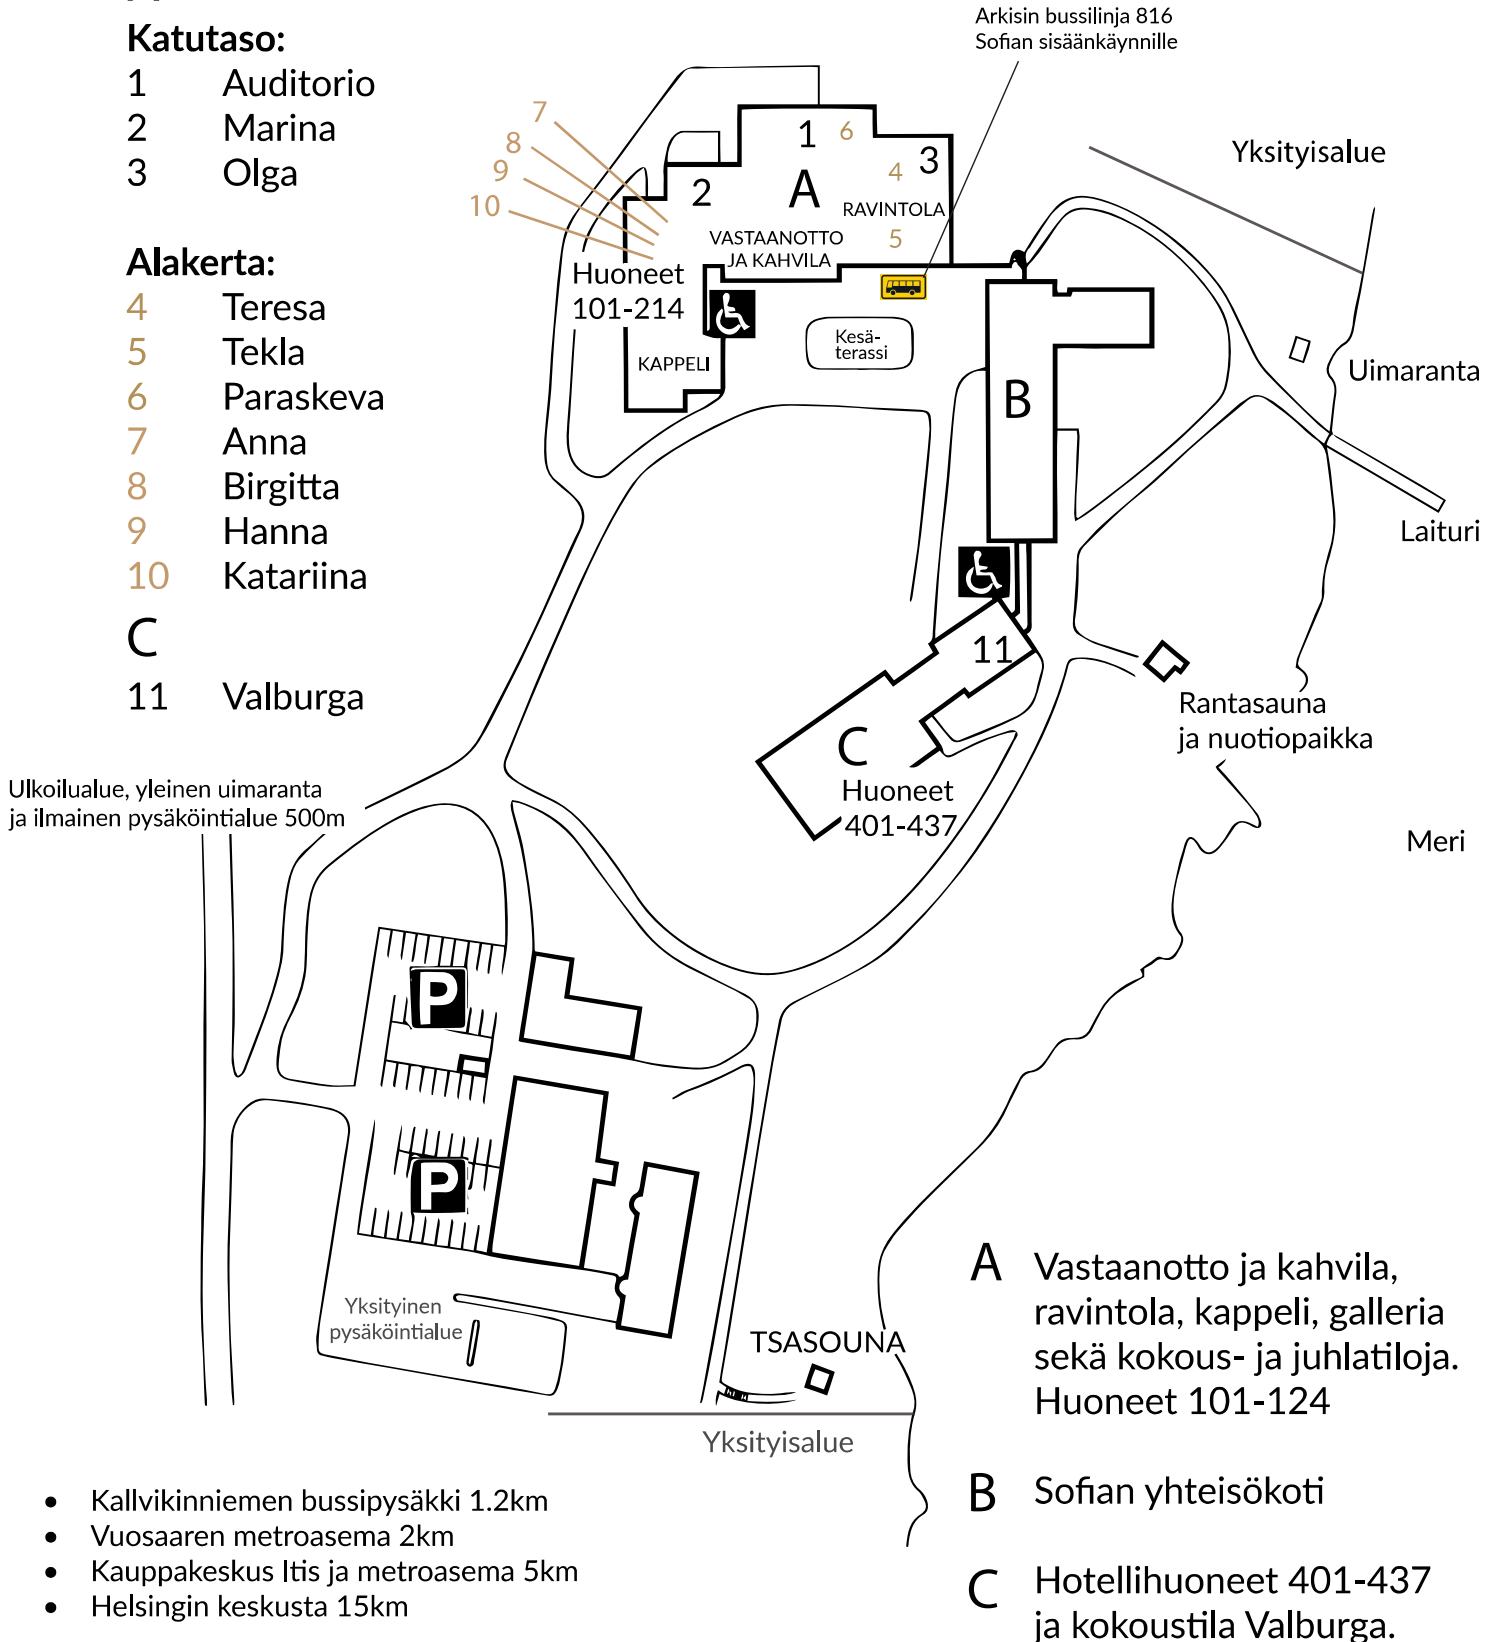 Katutaso:
1 Auditorio
2 Marina
3 Olga
Alakerta:
4 Teresa
5 Tekla
6 Paraskeva
7 Anna
8 Birgitta
9 Hanna
10 Katariina
C
11 Valburga
Arkisin bussilinja 816
Sofian sisäänkäynnille
7
8
9
10
1
6
2
A
4
3
RAVINTOLA
5
VASTAANOTTO
JA KAHVILA
Huoneet
101-214
KAPPELI
Kesä-
terassi
Yksityisalue
Uimaranta
B
Laituri
11
Rantasauna
ja nuotiopaikka
C
Huoneet
401-437
Meri
Ulkoilualue, yleinen uimaranta
ja ilmainen pysäköintialue 500m
P
P
Yksityinen
pysäköintialue
TSASOUNA
Yksityisalue
A Vastaanotto ja kahvila,
ravintola, kappeli, galleria
sekä kokous- ja juhlatiloja.
Huoneet 101-124
B Sofian yhteisökoti
C Hotellihuoneet 401-437
ja kokoustila Valburga.
• Kallvikinniemen bussipysäkki 1.2km
• Vuosaaren metroasema 2km
• Kauppakeskus Itis ja metroasema 5km
• Helsingin keskusta 15km